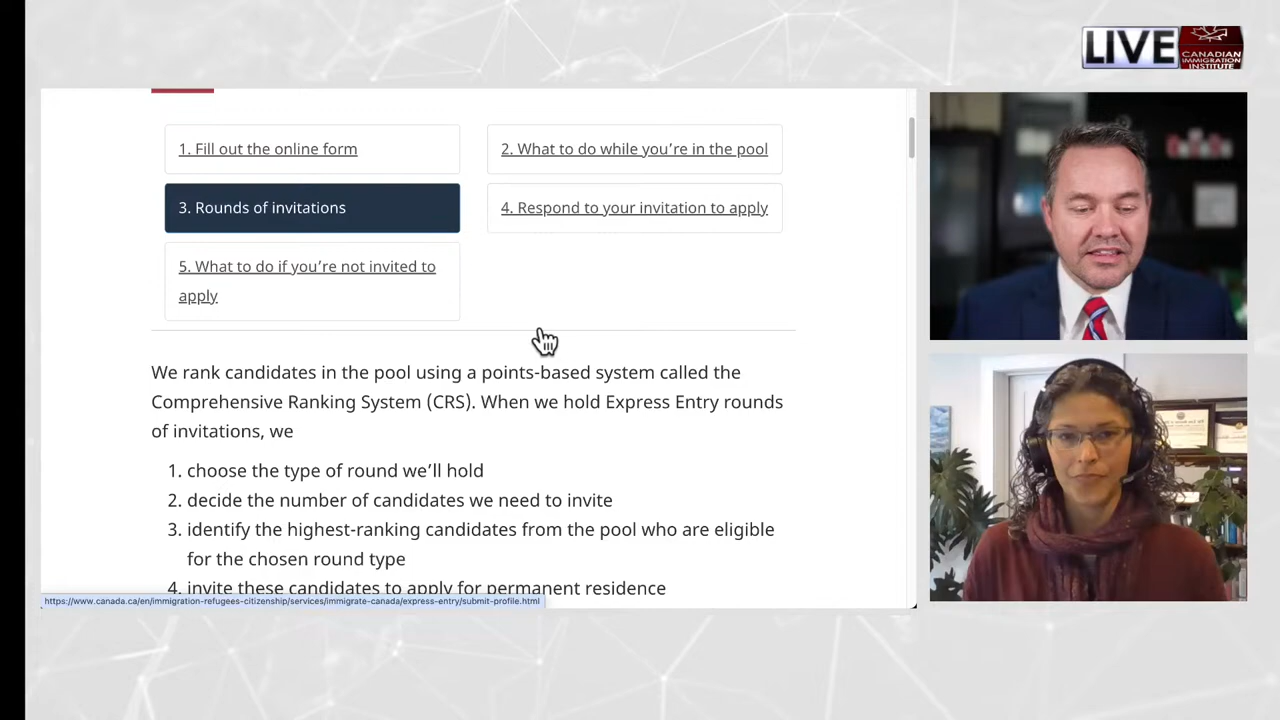 LIVE
CANADIAN
IMMIGRATION
INSTITUTE
1. Fill out the online form
2. What to do while you’re in the pool
3. Rounds of invitations
4. Respond to your invitation to apply
5. What to do if you’re not invited to
apply
We rank candidates in the pool using a points-based system called the
Comprehensive Ranking System (CRS). When we hold Express Entry rounds
of invitations, we
1. choose the type of round we’ll hold
2. decide the number of candidates we need to invite
3. identify the highest-ranking candidates from the pool who are eligible
for the chosen round type
4. invite these candidates to apply for permanent residence
https://www.canada.ca/en/immigration-refugees-citizenship/services/immigrate-canada/express-entry/submit-profile.html